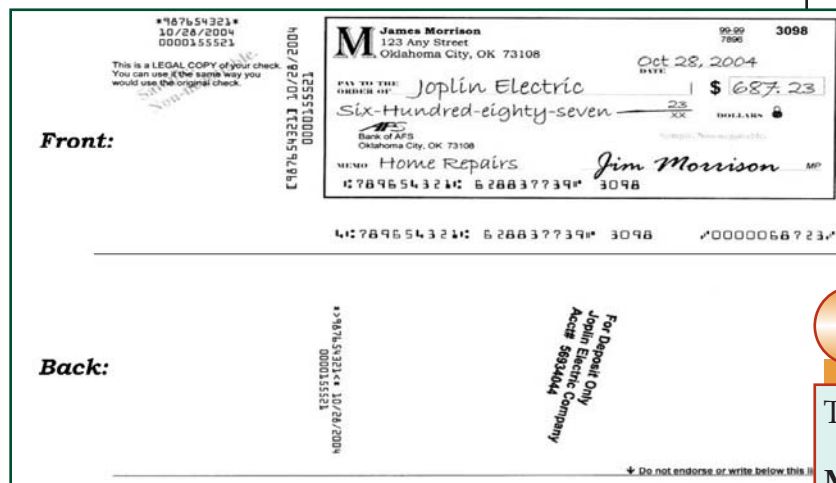 *987654321*
10/28/2004
0000155521
This is a LEGAL COPY of your check.
You can use it the same way you
would use the original check.
[987654321] 10/28/2004
0000155521
Front:
M
James Morrison
123 Any Street
Oklahoma City, OK 73108
99-99
7896
3098
Oct 28, 2004
DATE
PAY TO THE
ORDER OF
Joplin Electric
$ 687.23
Six-Hundred-eighty-seven
23
XX
DOLLARS
AFS
Bank of AFS
Oklahoma City, OK 73108
MEMO Home Repairs
Jim Morrison
MP
⑆789654321⑆ 628837739⑈ 3098
4⑆789654321⑆ 628837739⑈ 3098 ⑇0000068723⑇
Back:
*>987654321<* 10/28/2004
0000155521
For Deposit Only
Joplin Electric Company
Acct# 56934044
Do not endorse or write below this
T
M